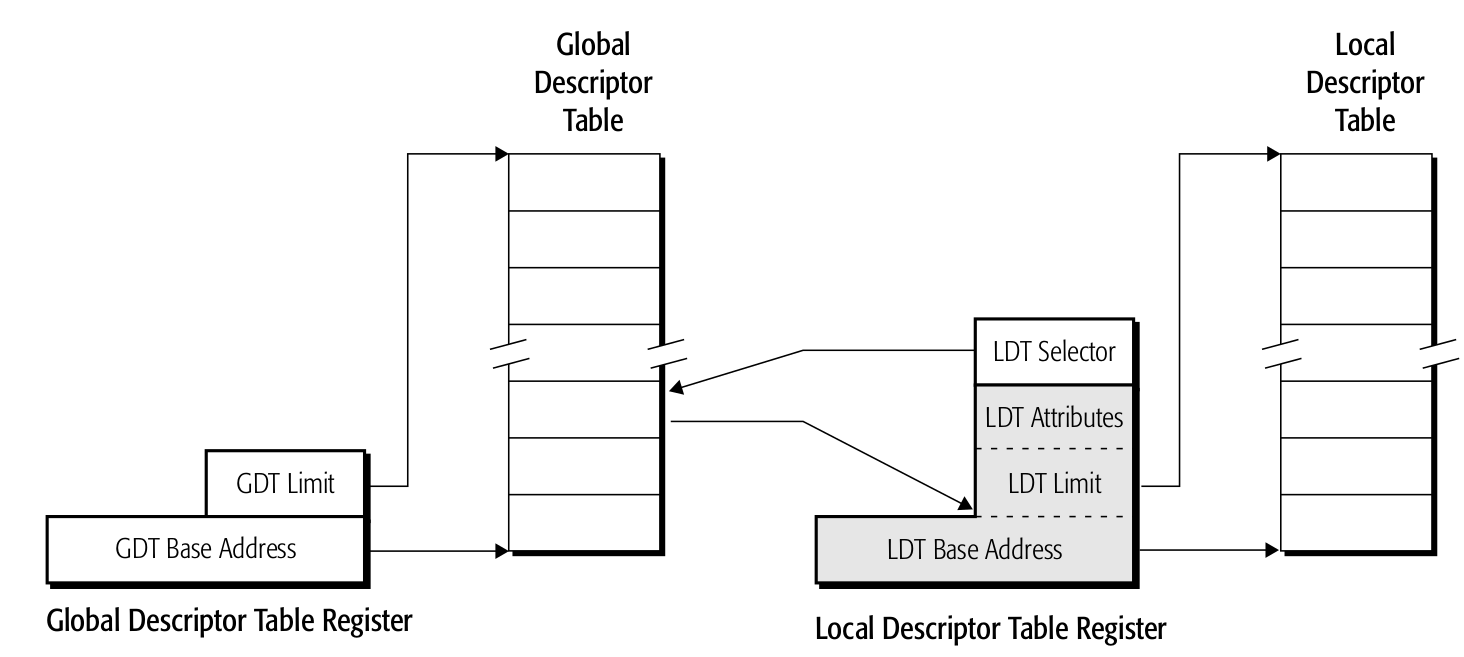 Global
Descriptor
Table
Local
Descriptor
Table
LDT Selector
LDT Attributes
GDT Limit
LDT Limit
GDT Base Address
LDT Base Address
Global Descriptor Table Register
Local Descriptor Table Register